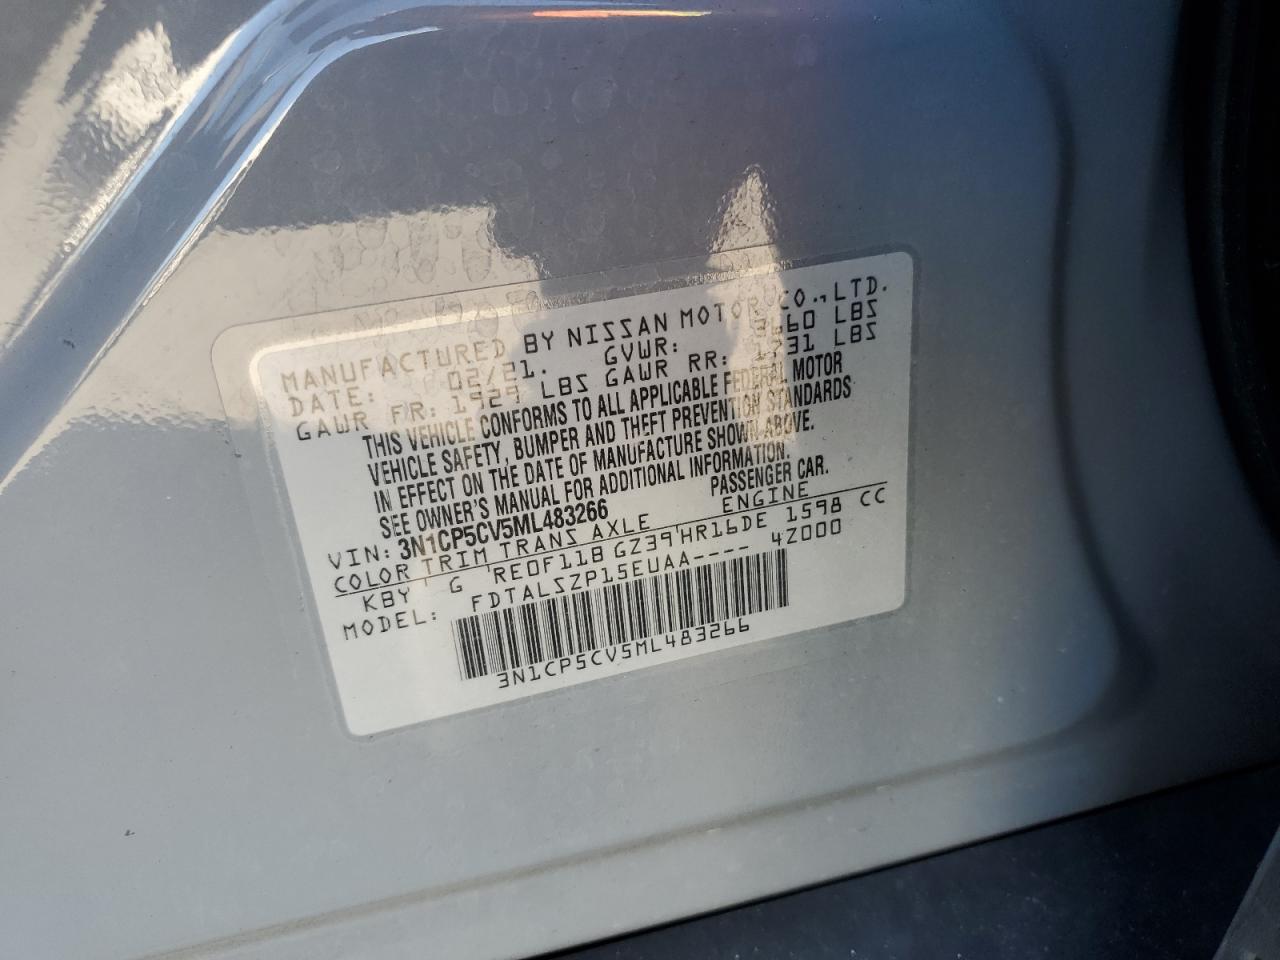 MANUFACTURED BY NISSAN MOTOR CO., LTD.
DATE: 02/21. GVWR: 3660 LBS
GAWR FR: 1929 LBS GAWR RR: 1731 LBS
THIS VEHICLE CONFORMS TO ALL APPLICABLE FEDERAL MOTOR
VEHICLE SAFETY, BUMPER AND THEFT PREVENTION STANDARDS
IN EFFECT ON THE DATE OF MANUFACTURE SHOWN ABOVE.
SEE OWNER'S MANUAL FOR ADDITIONAL INFORMATION.
VIN: 3N1CP5CV5ML483266 PASSENGER CAR.
COLOR TRIM TRANS AXLE ENGINE
KBY G RE0F11B GZ39 HR16DE 1598 CC
MODEL: FDTALSZP15EUAA---- 4Z000
3N1CP5CV5ML483266